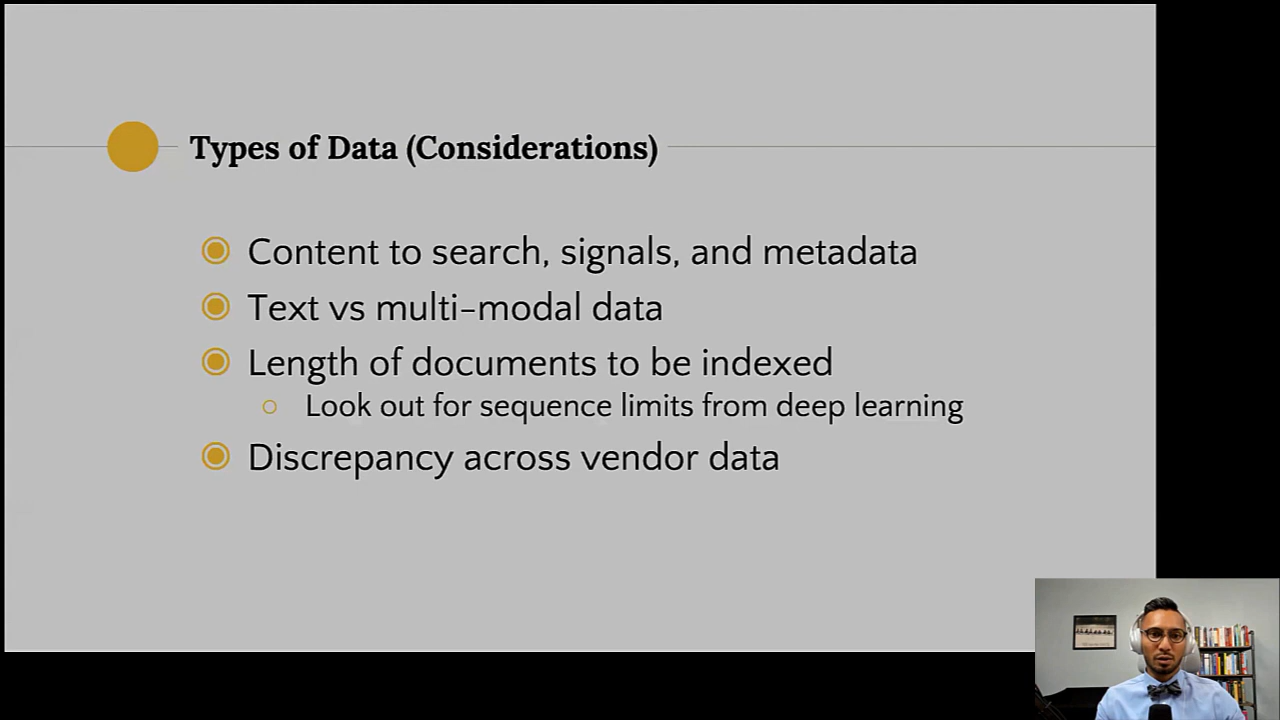 Types of Data (Considerations)
Content to search, signals, and metadata
Text vs multi-modal data
Length of documents to be indexed
Look out for sequence limits from deep learning
Discrepancy across vendor data